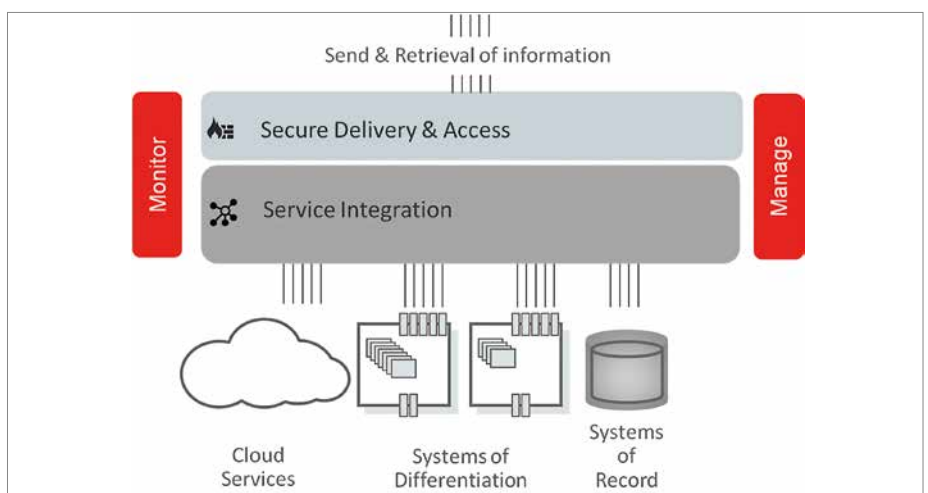 Send & Retrieval of information
Monitor
Secure Delivery & Access
Manage
Service Integration
Cloud
Services
Systems of
Differentiation
Systems
of
Record